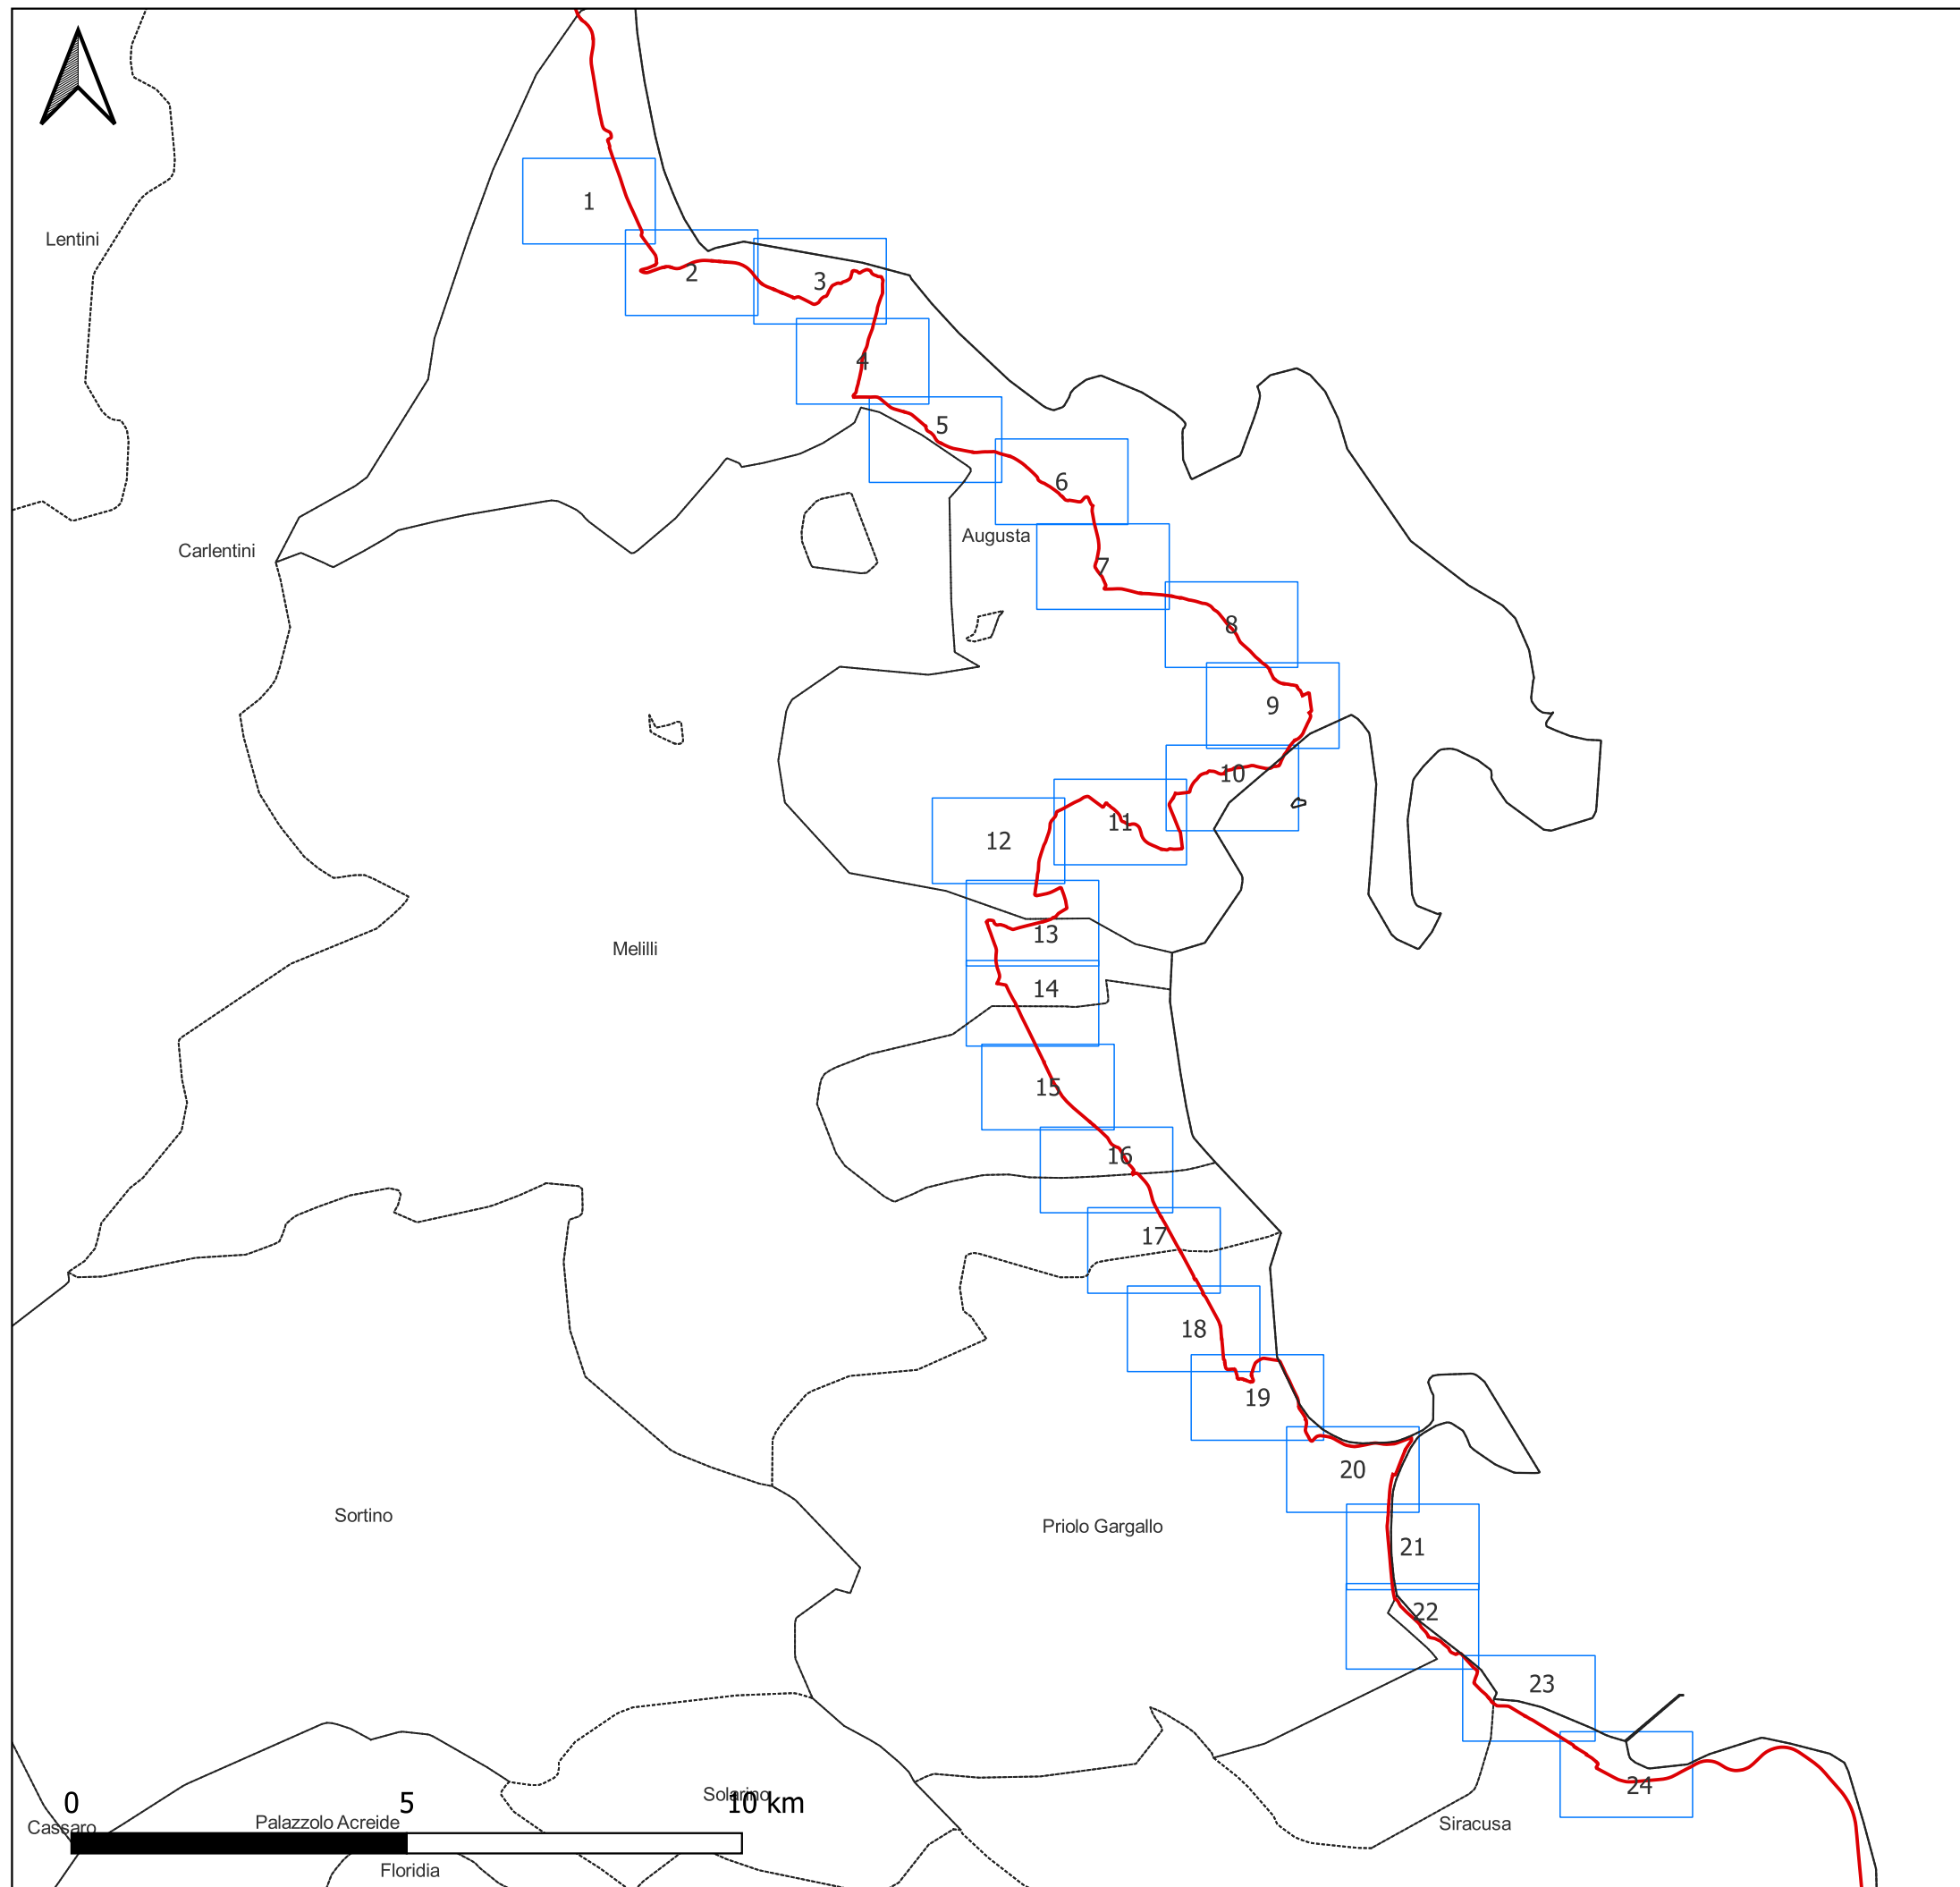 1
Lentini
2
3
4
5
6
Augusta
Carlentini
7
8
9
10
11
12
13
Melilli
14
15
16
17
18
19
20
Sortino
Priolo Gargallo
21
22
23
24
Solarino
0 5 10 km
Palazzolo Acreide
Cassaro
Siracusa
Floridia